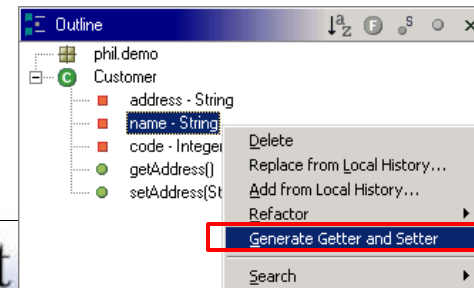 Outline
phil.demo
Customer
address - String
name - String
code - Integer
getAddress()
setAddress(St
Delete
Replace from Local History...
Add from Local History...
Refactor
Generate Getter and Setter
Search
t